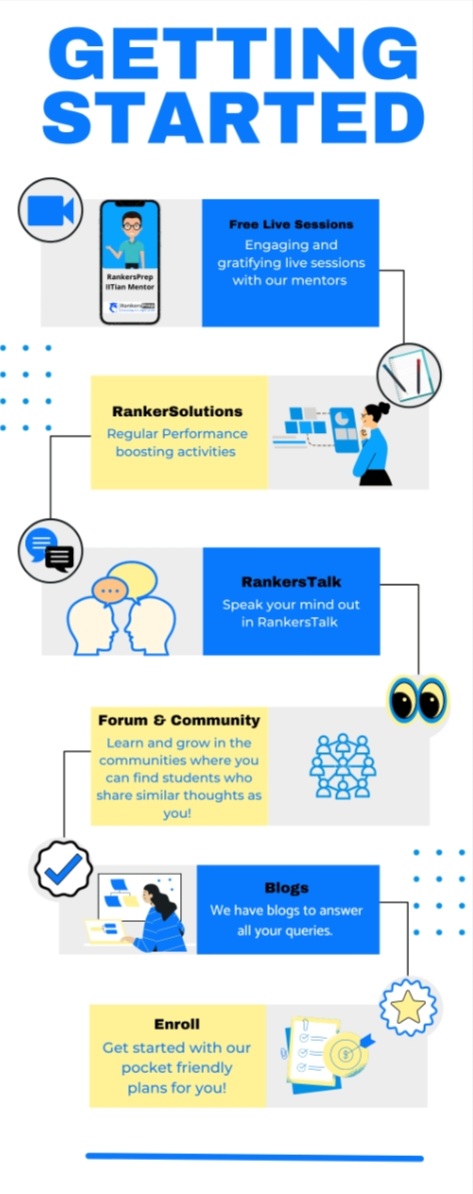 GETTING
STARTED
Free Live Sessions
Engaging and
gratifying live sessions
with our mentors
RankersPrep
IITian Mentor
RankersPrep
RankerSolutions
Regular Performance
boosting activities
RankersTalk
Speak your mind out
in RankersTalk
Forum & Community
Learn and grow in the
communities where you
can find students who
share similar thoughts as
you!
Blogs
We have blogs to answer
all your queries.
Enroll
Get started with our
pocket friendly
plans for you!